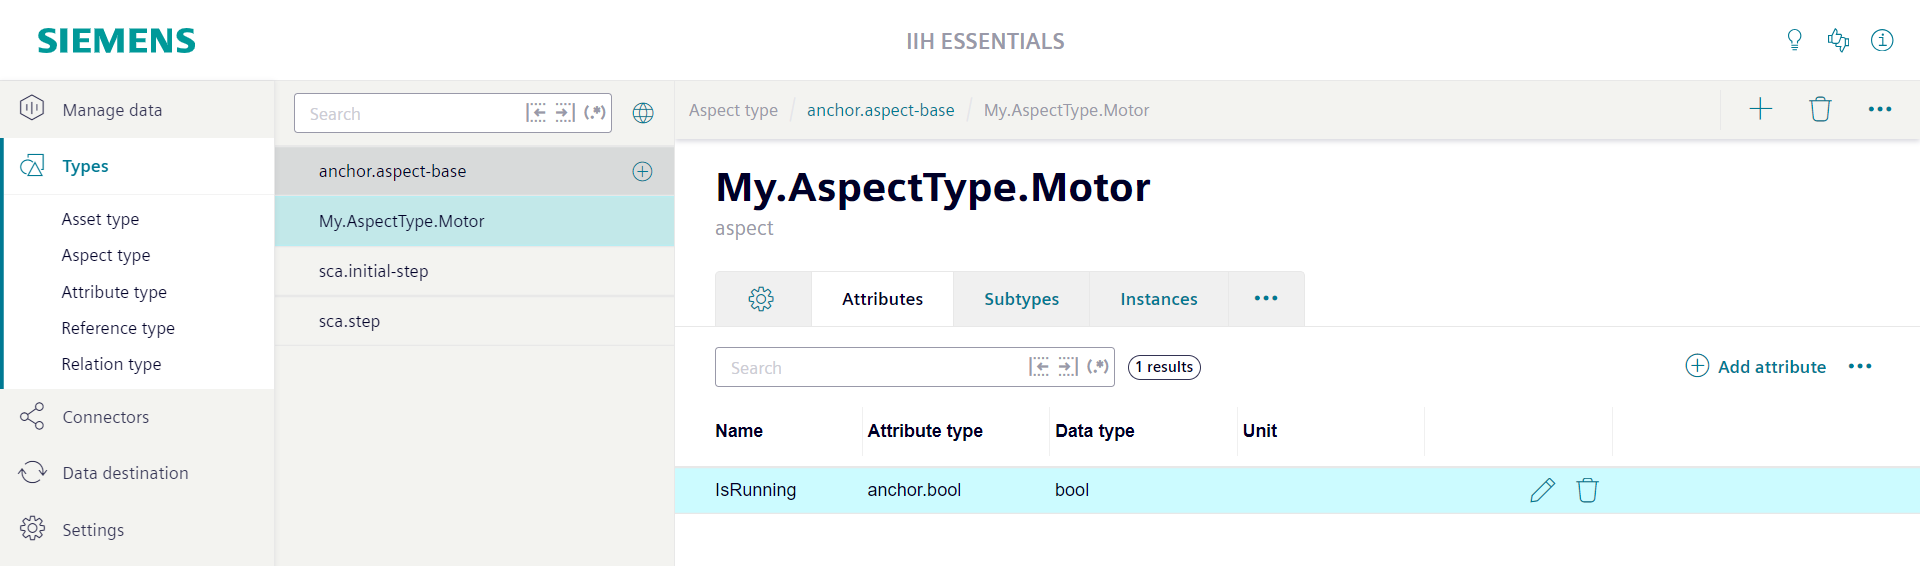 SIEMENS
IIH ESSENTIALS
Manage data
Types
Asset type
Aspect type
Attribute type
Reference type
Relation type
Connectors
Data destination
Settings
Search
(.*)
anchor.aspect-base
My.AspectType.Motor
sca.initial-step
sca.step
Aspect type / anchor.aspect-base / My.AspectType.Motor
My.AspectType.Motor
aspect
Attributes Subtypes Instances
Search (.*) 1 results Add attribute
Name Attribute type Data type Unit
IsRunning anchor.bool bool